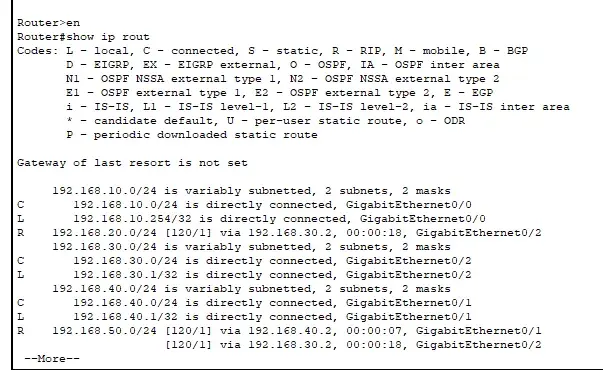 Router>en
Router#show ip rout
Codes: L - local, C - connected, S - static, R - RIP, M - mobile, B - BGP
D - EIGRP, EX - EIGRP external, O - OSPF, IA - OSPF inter area
N1 - OSPF NSSA external type 1, N2 - OSPF NSSA external type 2
E1 - OSPF external type 1, E2 - OSPF external type 2, E - EGP
i - IS-IS, L1 - IS-IS level-1, L2 - IS-IS level-2, ia - IS-IS inter area
* - candidate default, U - per-user static route, o - ODR
P - periodic downloaded static route
Gateway of last resort is not set
192.168.10.0/24 is variably subnetted, 2 subnets, 2 masks
C 192.168.10.0/24 is directly connected, GigabitEthernet0/0
L 192.168.10.254/32 is directly connected, GigabitEthernet0/0
R 192.168.20.0/24 [120/1] via 192.168.30.2, 00:00:18, GigabitEthernet0/2
192.168.30.0/24 is variably subnetted, 2 subnets, 2 masks
C 192.168.30.0/24 is directly connected, GigabitEthernet0/2
L 192.168.30.1/32 is directly connected, GigabitEthernet0/2
192.168.40.0/24 is variably subnetted, 2 subnets, 2 masks
C 192.168.40.0/24 is directly connected, GigabitEthernet0/1
L 192.168.40.1/32 is directly connected, GigabitEthernet0/1
R 192.168.50.0/24 [120/1] via 192.168.40.2, 00:00:07, GigabitEthernet0/1
[120/1] via 192.168.30.2, 00:00:18, GigabitEthernet0/2
--More--